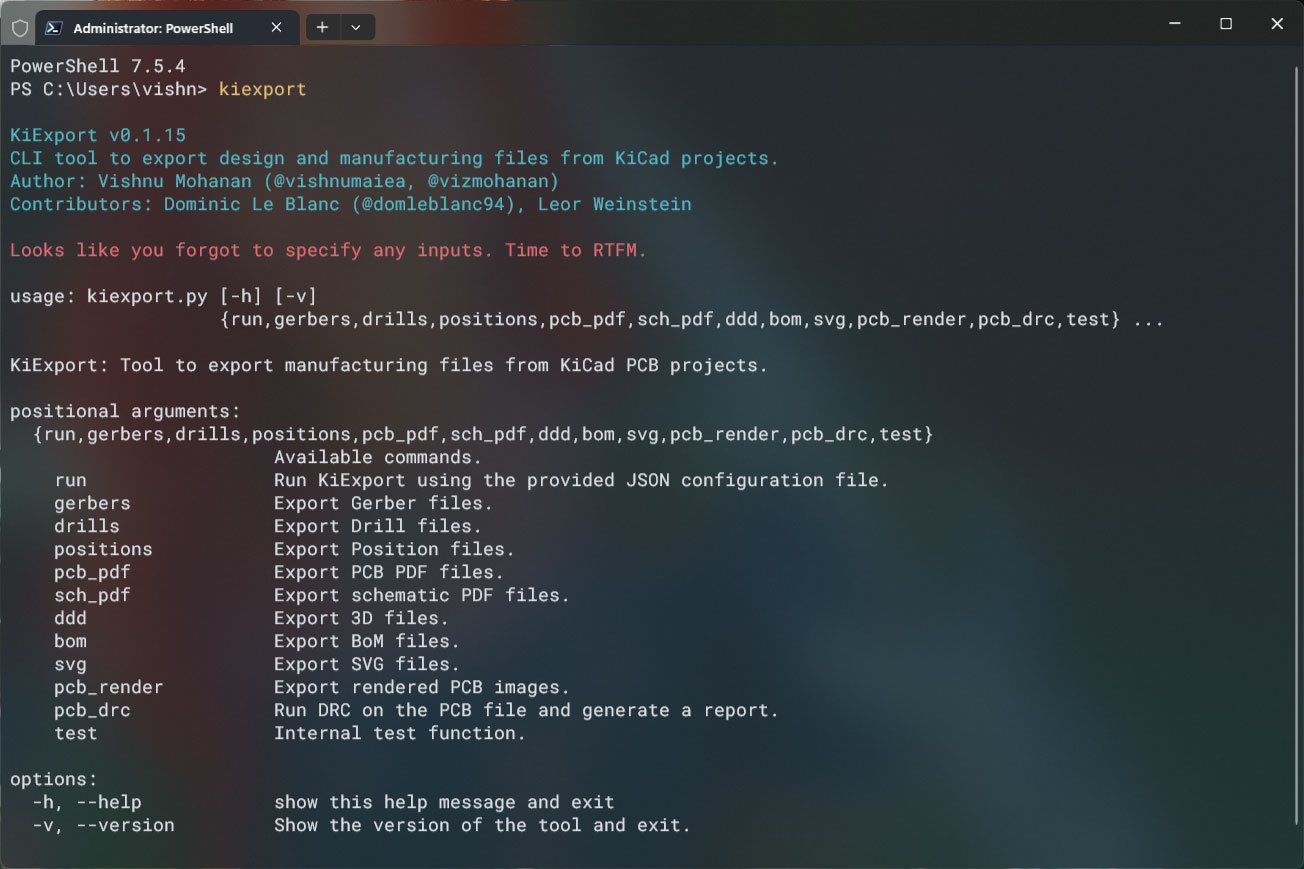 Administrator: PowerShell
PowerShell 7.5.4
PS C:\Users\vishn> kiexport
KiExport v0.1.15
CLI tool to export design and manufacturing files from KiCad projects.
Author: Vishnu Mohanan (@vishnumaiea, @vizmohanan)
Contributors: Dominic Le Blanc (@domleblanc94), Leor Weinstein
Looks like you forgot to specify any inputs. Time to RTFM.
usage: kiexport.py [-h] [-v]
{run,gerbers,drills,positions,pcb_pdf,sch_pdf,ddd,bom,svg,pcb_render,pcb_drc,test} ...
KiExport: Tool to export manufacturing files from KiCad PCB projects.
positional arguments:
{run,gerbers,drills,positions,pcb_pdf,sch_pdf,ddd,bom,svg,pcb_render,pcb_drc,test}
Available commands.
run Run KiExport using the provided JSON configuration file.
gerbers Export Gerber files.
drills Export Drill files.
positions Export Position files.
pcb_pdf Export PCB PDF files.
sch_pdf Export schematic PDF files.
ddd Export 3D files.
bom Export BoM files.
svg Export SVG files.
pcb_render Export rendered PCB images.
pcb_drc Run DRC on the PCB file and generate a report.
test Internal test function.
options:
-h, --help show this help message and exit
-v, --version Show the version of the tool and exit.